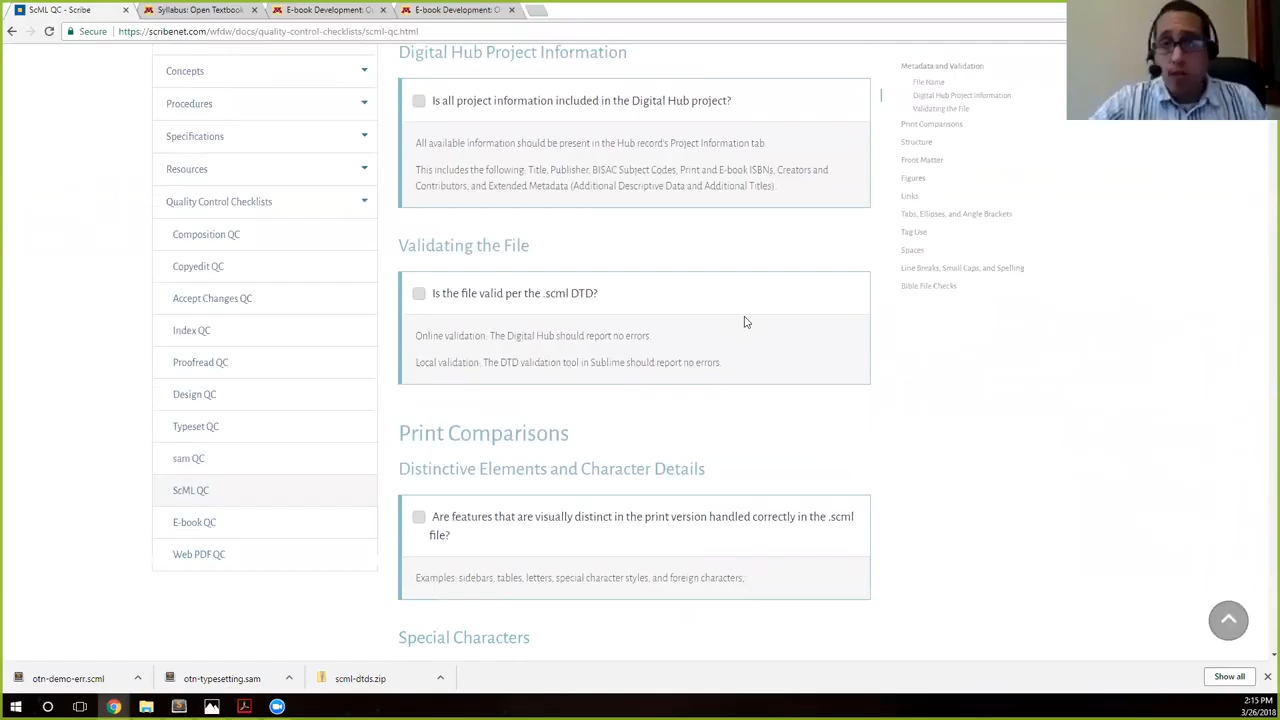 ScML QC - Scribe
Syllabus: Open Textbook
E-book Development: O
E-book Development: O
Secure
https://scribenet.com/wfdw/docs/quality-control-checklists/scml-qc.html
Concepts
Procedures
Specifications
Resources
Quality Control Checklists
Composition QC
Copyedit QC
Accept Changes QC
Index QC
Proofread QC
Design QC
Typeset QC
sam QC
ScML QC
E-book QC
Web PDF QC
Digital Hub Project Information
Is all project information included in the Digital Hub project?
All available information should be present in the Hub record's Project Information tab.
This includes the following: Title, Publisher, BISAC Subject Codes, Print and E-book ISBNs, Creators and
Contributors, and Extended Metadata (Additional Descriptive Data and Additional Titles).
Validating the File
Is the file valid per the .scml DTD?
Online validation: The Digital Hub should report no errors.
Local validation: The DTD validation tool in Sublime should report no errors.
Print Comparisons
Distinctive Elements and Character Details
Are features that are visually distinct in the print version handled correctly in the .scml
file?
Examples: sidebars, tables, letters, special character styles, and foreign characters;
Special Characters
Metadata and Validation
File Name
Digital Hub Project Information
Validating the File
Print Comparisons
Structure
Front Matter
Figures
Links
Tabs, Ellipses, and Angle Brackets
Tag Use
Spaces
Line Breaks, Small Caps, and Spelling
Bible File Checks
otn-demo-err.scml
otn-typesetting.sam
scml-dtds.zip
Show all
2:15 PM
3/26/2018